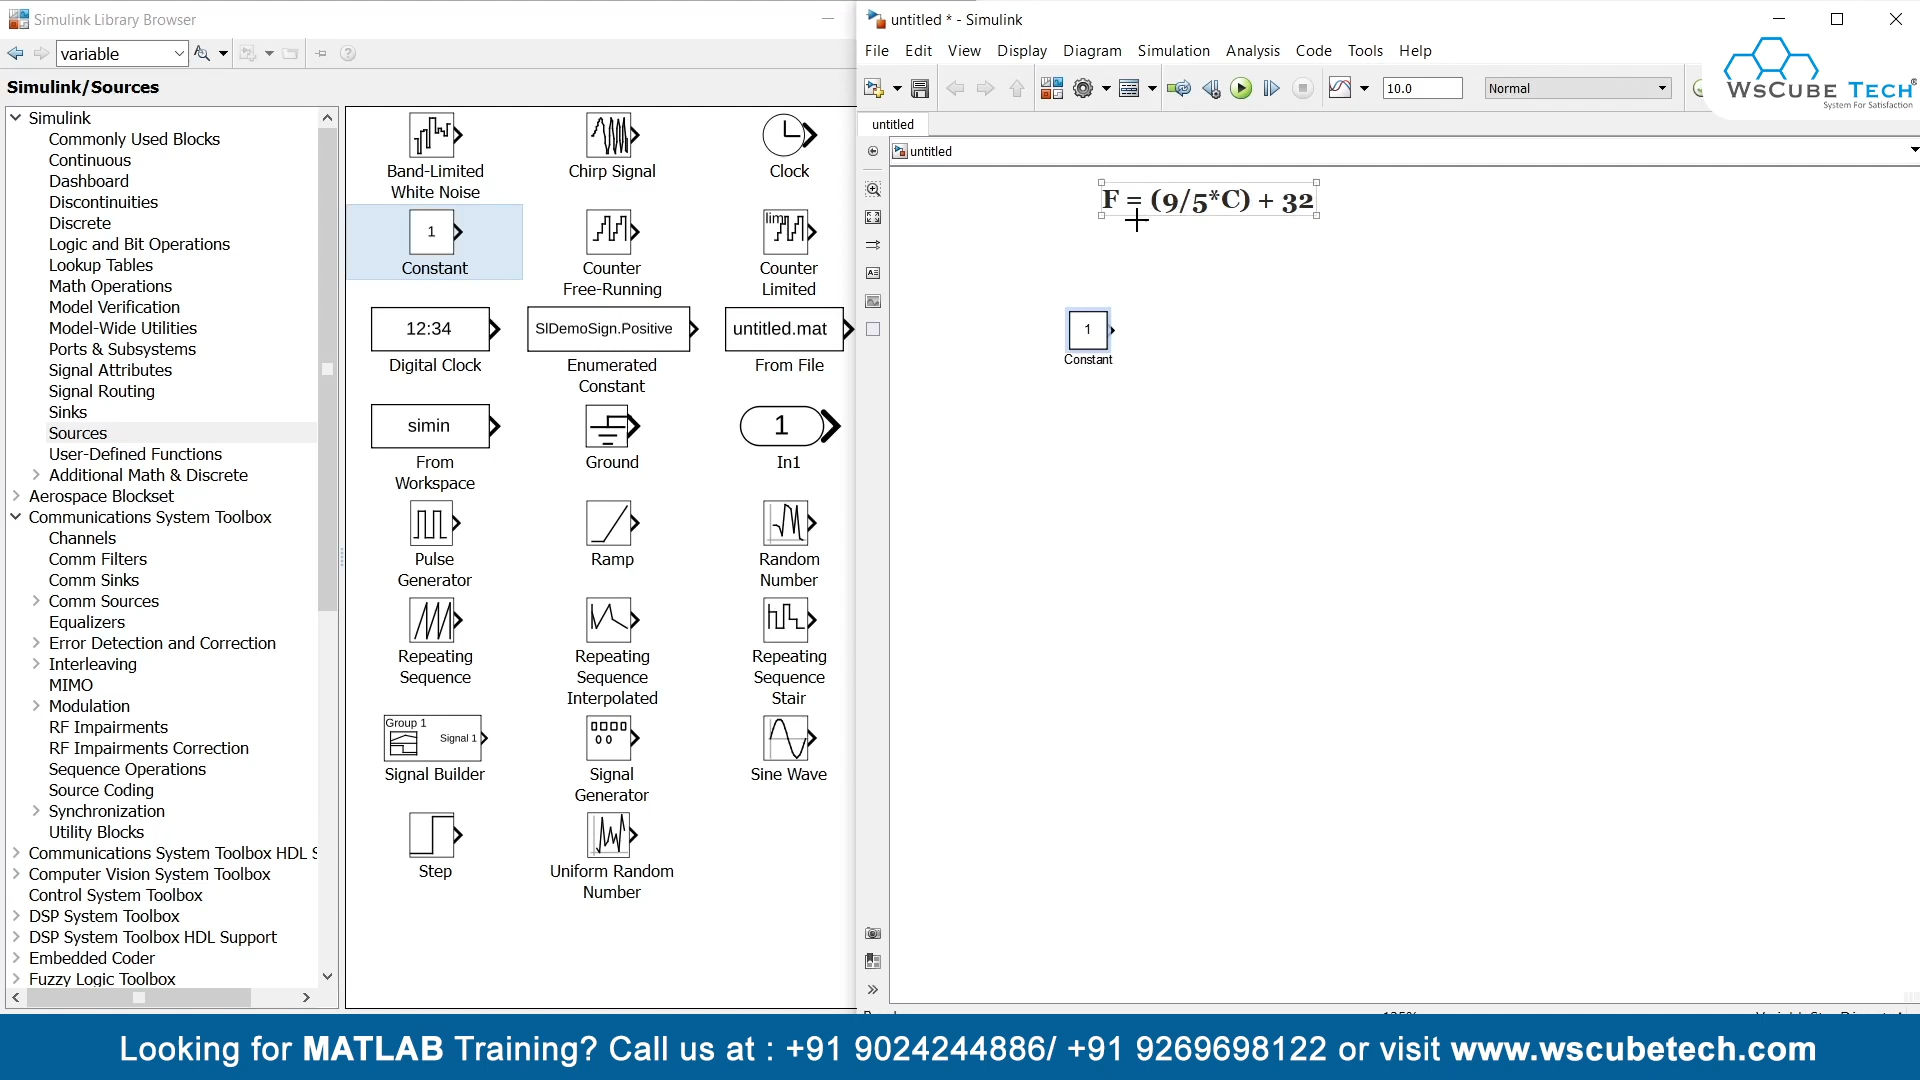 Simulink Library Browser
variable
Simulink/Sources
Simulink
Commonly Used Blocks
Continuous
Dashboard
Discontinuities
Discrete
Logic and Bit Operations
Lookup Tables
Math Operations
Model Verification
Model-Wide Utilities
Ports & Subsystems
Signal Attributes
Signal Routing
Sinks
Sources
User-Defined Functions
Additional Math & Discrete
Aerospace Blockset
Communications System Toolbox
Channels
Comm Filters
Comm Sinks
Comm Sources
Equalizers
Error Detection and Correction
Interleaving
MIMO
Modulation
RF Impairments
RF Impairments Correction
Sequence Operations
Source Coding
Synchronization
Utility Blocks
Communications System Toolbox HDL S
Computer Vision System Toolbox
Control System Toolbox
DSP System Toolbox
DSP System Toolbox HDL Support
Embedded Coder
Fuzzy Logic Toolbox
Band-Limited
White Noise
Chirp Signal
Clock
1
Constant
Counter
Free-Running
lim
Counter
Limited
12:34
Digital Clock
SlDemoSign.Positive
Enumerated
Constant
untitled.mat
From File
simin
From
Workspace
Ground
1
In1
Pulse
Generator
Ramp
Random
Number
Repeating
Sequence
Repeating
Sequence
Interpolated
Repeating
Sequence
Stair
Group 1
Signal 1
Signal Builder
Signal
Generator
Sine Wave
Step
Uniform Random
Number
untitled * - Simulink
File Edit View Display Diagram Simulation Analysis Code Tools Help
10.0
Normal
WsCube Tech®
System For Satisfaction
untitled
untitled
F = (9/5*C) + 32
1
Constant
Looking for MATLAB Training? Call us at : +91 9024244886/ +91 9269698122 or visit www.wscubetech.com